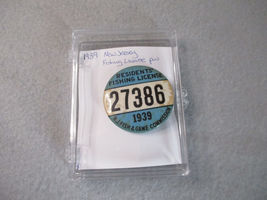 1939 New Jersey
Fishing License pin
RESIDENTS'
FISHING LICENSE
27386
1939
N.J. FISH & GAME COMMISSION